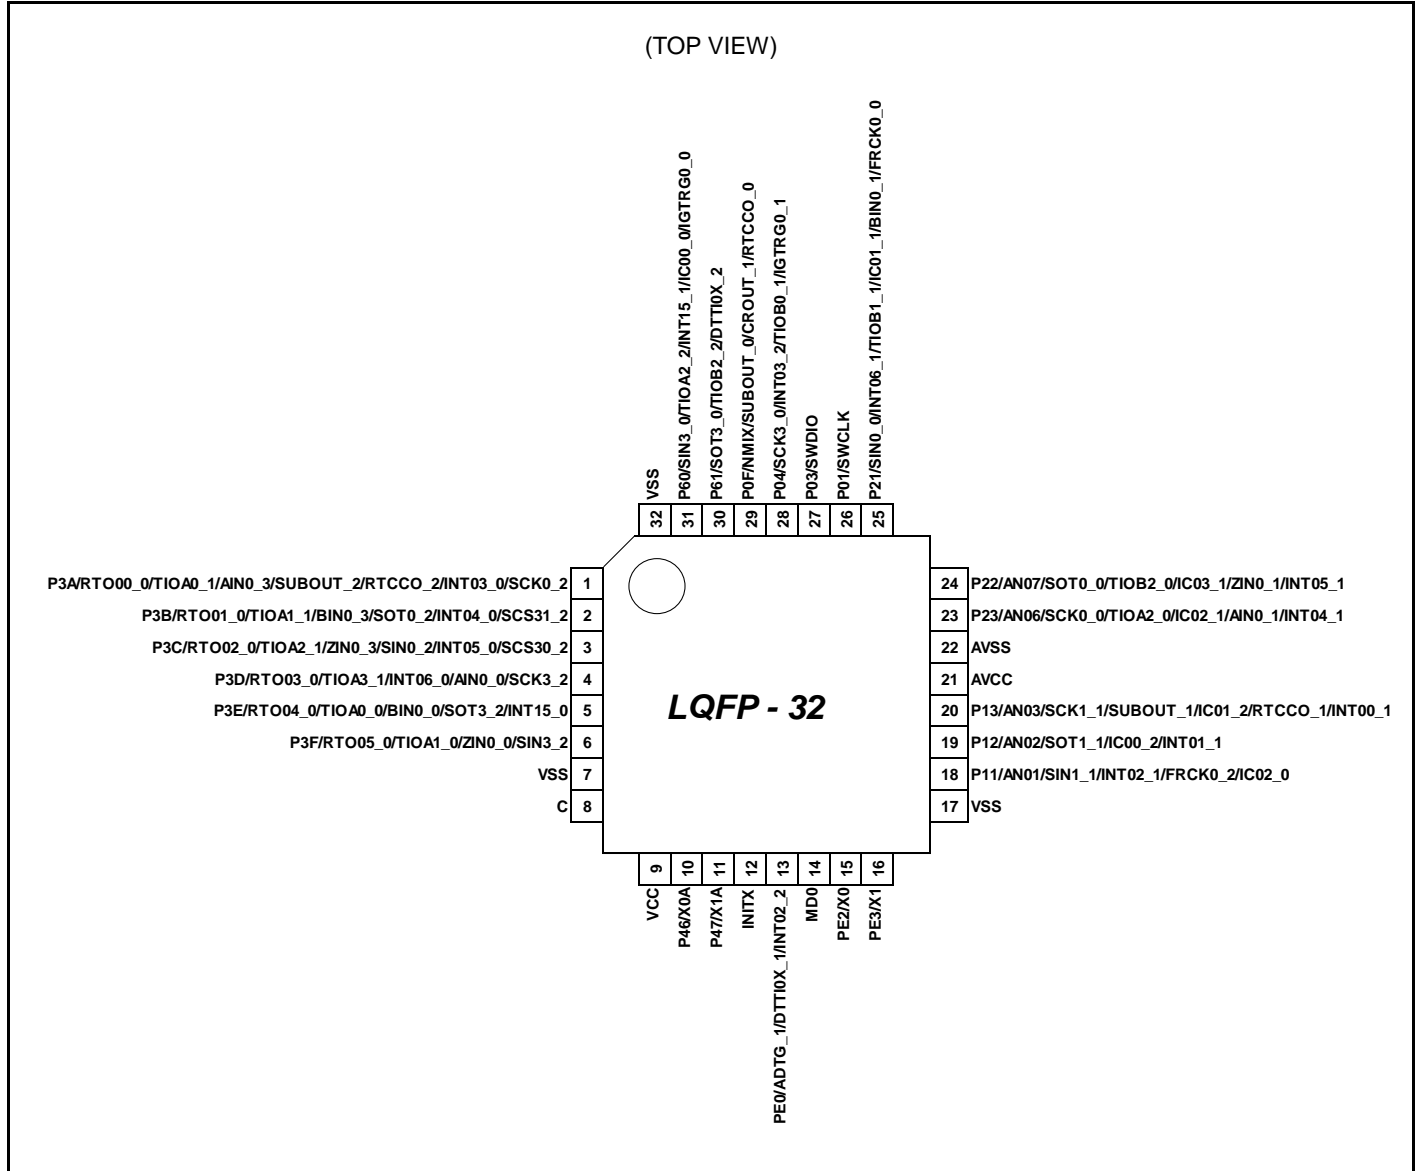 (TOP VIEW)
VSS
P60/SIN3_0/TIOA2_2/INT15_1/IC00_0/IGTRG0_0
P61/SOT3_0/TIOB2_2/DTTI0X_2
P0F/NMIX/SUBOUT_0/CROUT_1/RTCCO_0
P04/SCK3_0/INT03_2/TIOB0_1/IGTRG0_1
P03/SWDIO
P01/SWCLK
P21/SIN0_0/INT06_1/TIOB1_1/IC01_1/BIN0_1/FRCK0_0
32 31 30 29 28 27 26 25
P3A/RTO00_0/TIOA0_1/AIN0_3/SUBOUT_2/RTCCO_2/INT03_0/SCK0_2 1
P3B/RTO01_0/TIOA1_1/BIN0_3/SOT0_2/INT04_0/SCS31_2 2
P3C/RTO02_0/TIOA2_1/ZIN0_3/SIN0_2/INT05_0/SCS30_2 3
P3D/RTO03_0/TIOA3_1/INT06_0/AIN0_0/SCK3_2 4
P3E/RTO04_0/TIOA0_0/BIN0_0/SOT3_2/INT15_0 5
P3F/RTO05_0/TIOA1_0/ZIN0_0/SIN3_2 6
VSS 7
C 8
LQFP - 32
24 P22/AN07/SOT0_0/TIOB2_0/IC03_1/ZIN0_1/INT05_1
23 P23/AN06/SCK0_0/TIOA2_0/IC02_1/AIN0_1/INT04_1
22 AVSS
21 AVCC
20 P13/AN03/SCK1_1/SUBOUT_1/IC01_2/RTCCO_1/INT00_1
19 P12/AN02/SOT1_1/IC00_2/INT01_1
18 P11/AN01/SIN1_1/INT02_1/FRCK0_2/IC02_0
17 VSS
9 10 11 12 13 14 15 16
VCC
P46/X0A
P47/X1A
INITX
PE0/ADTG_1/DTTI0X_1/INT02_2
MD0
PE2/X0
PE3/X1